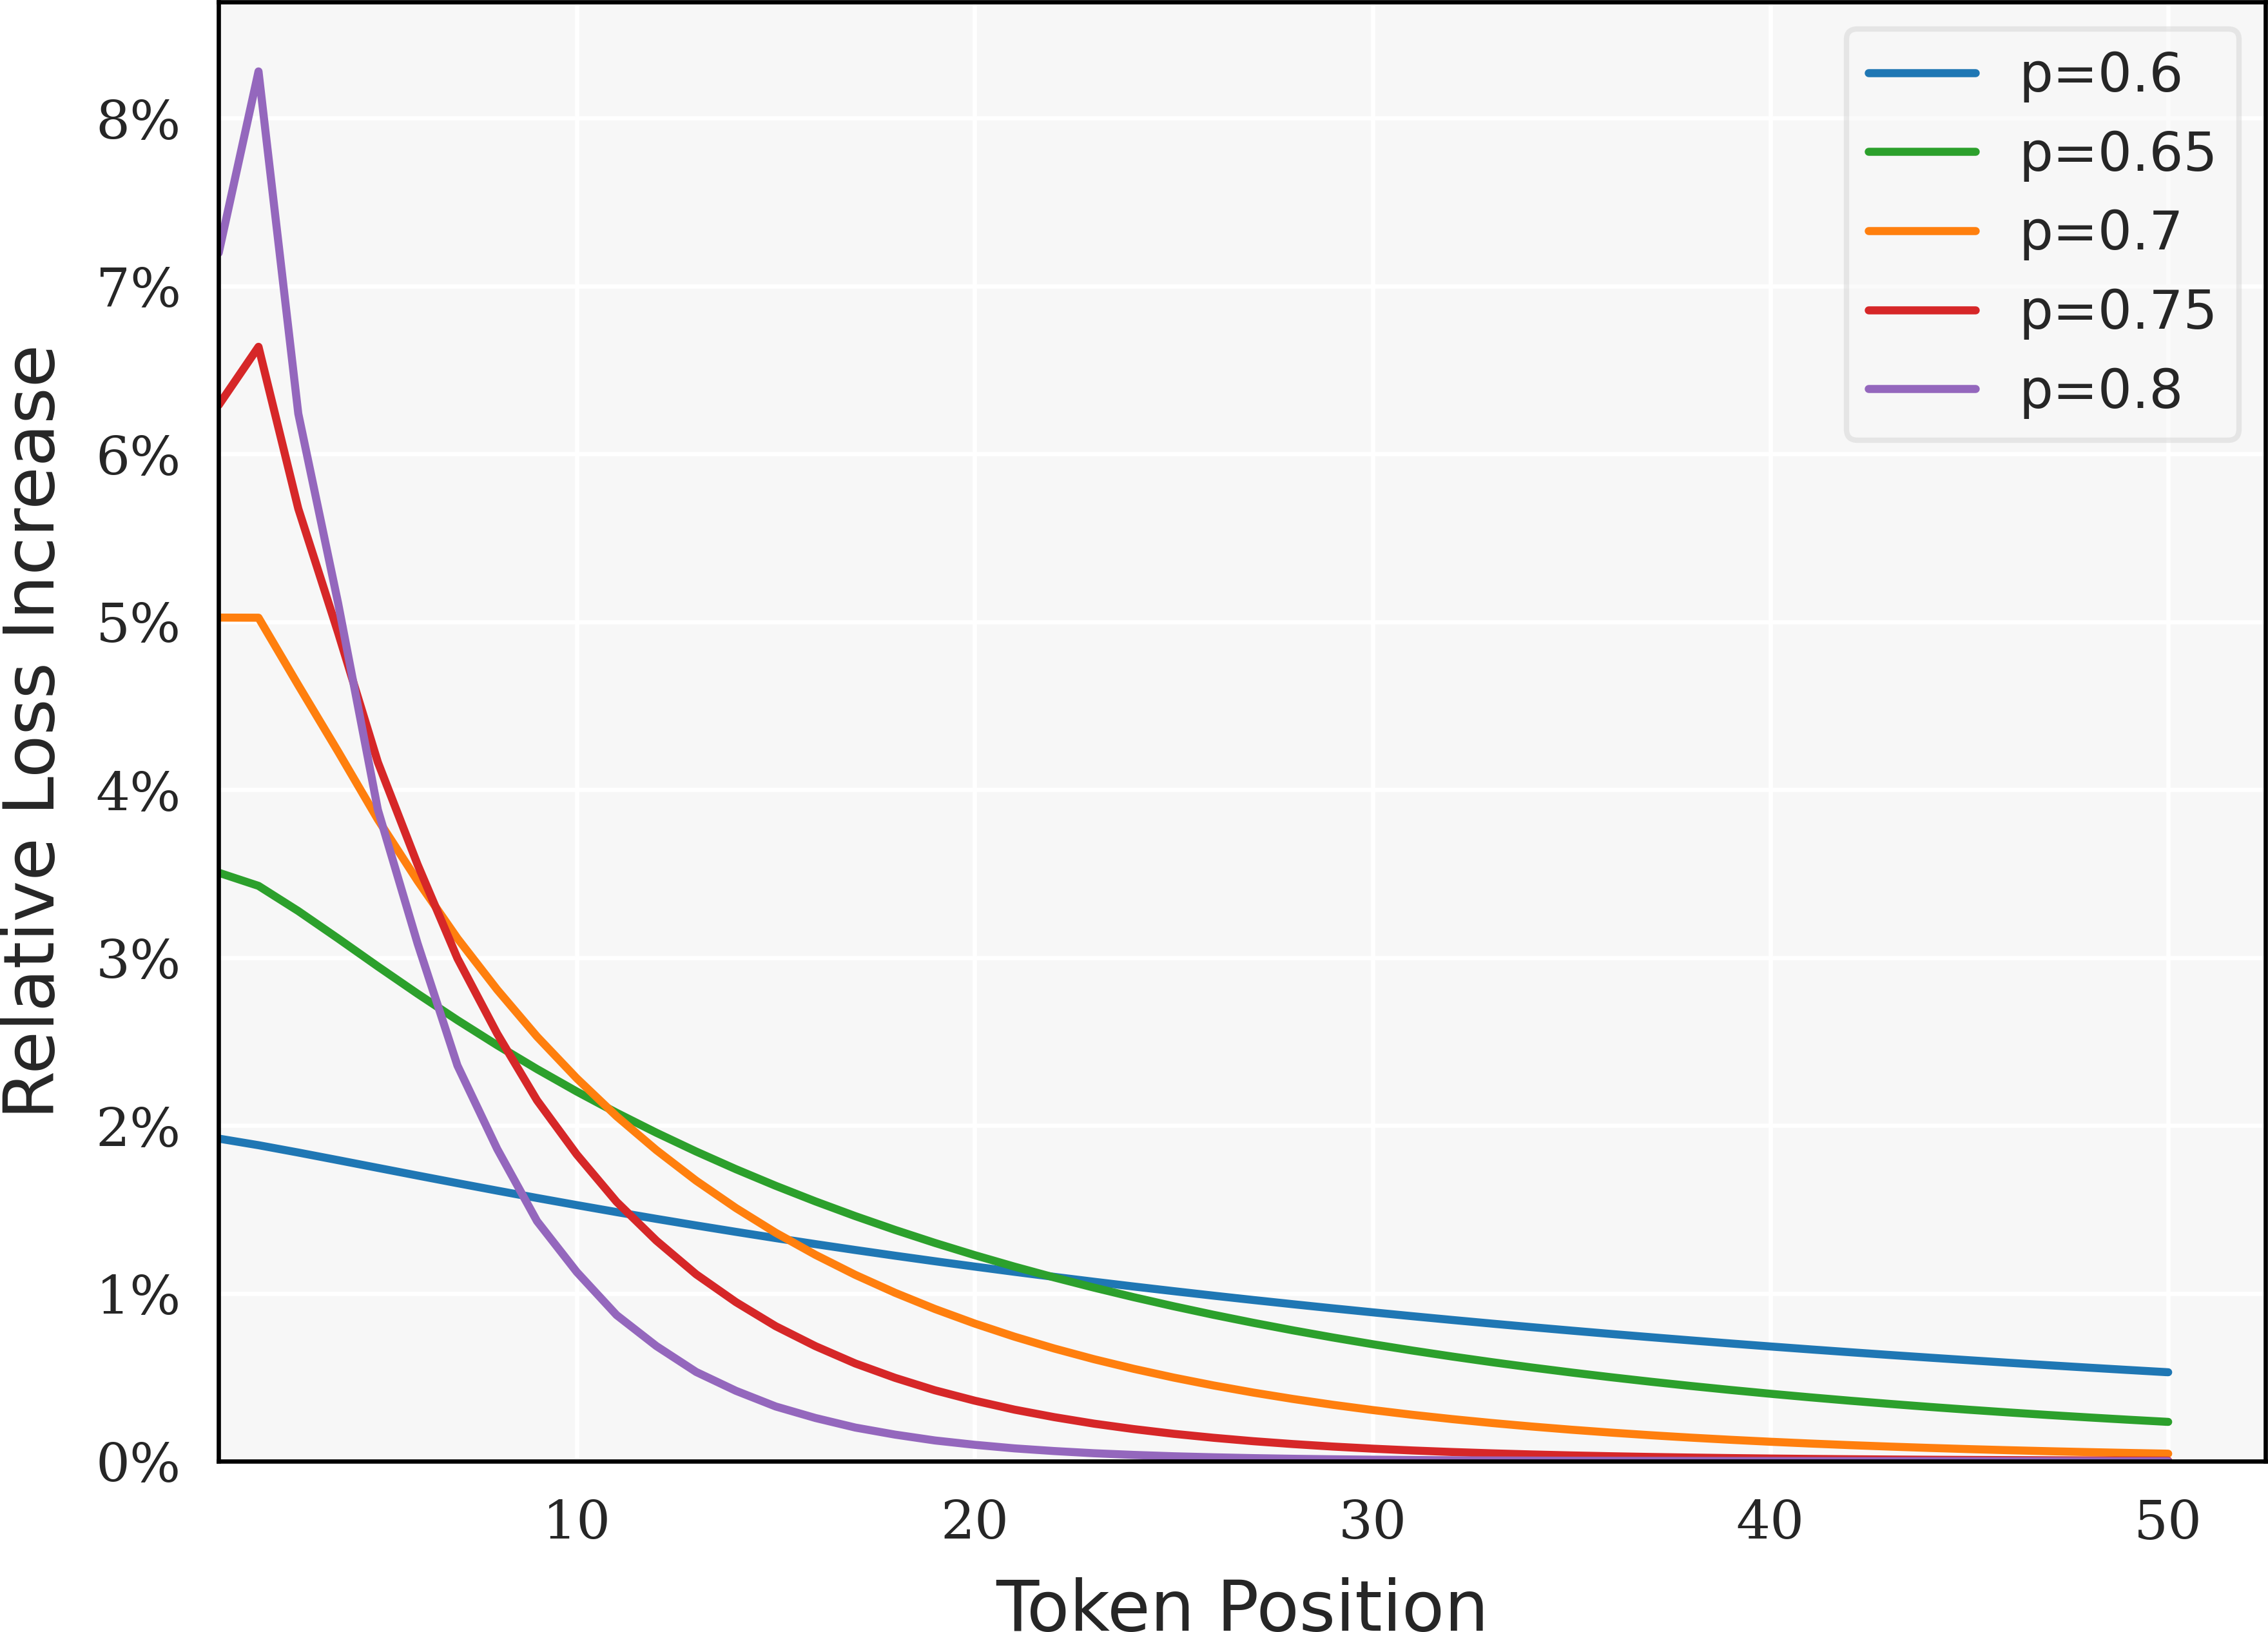 Relative Loss Increase
8%
7%
6%
5%
4%
3%
2%
1%
0%
p=0.6
p=0.65
p=0.7
p=0.75
p=0.8
10 20 30 40 50
Token Position